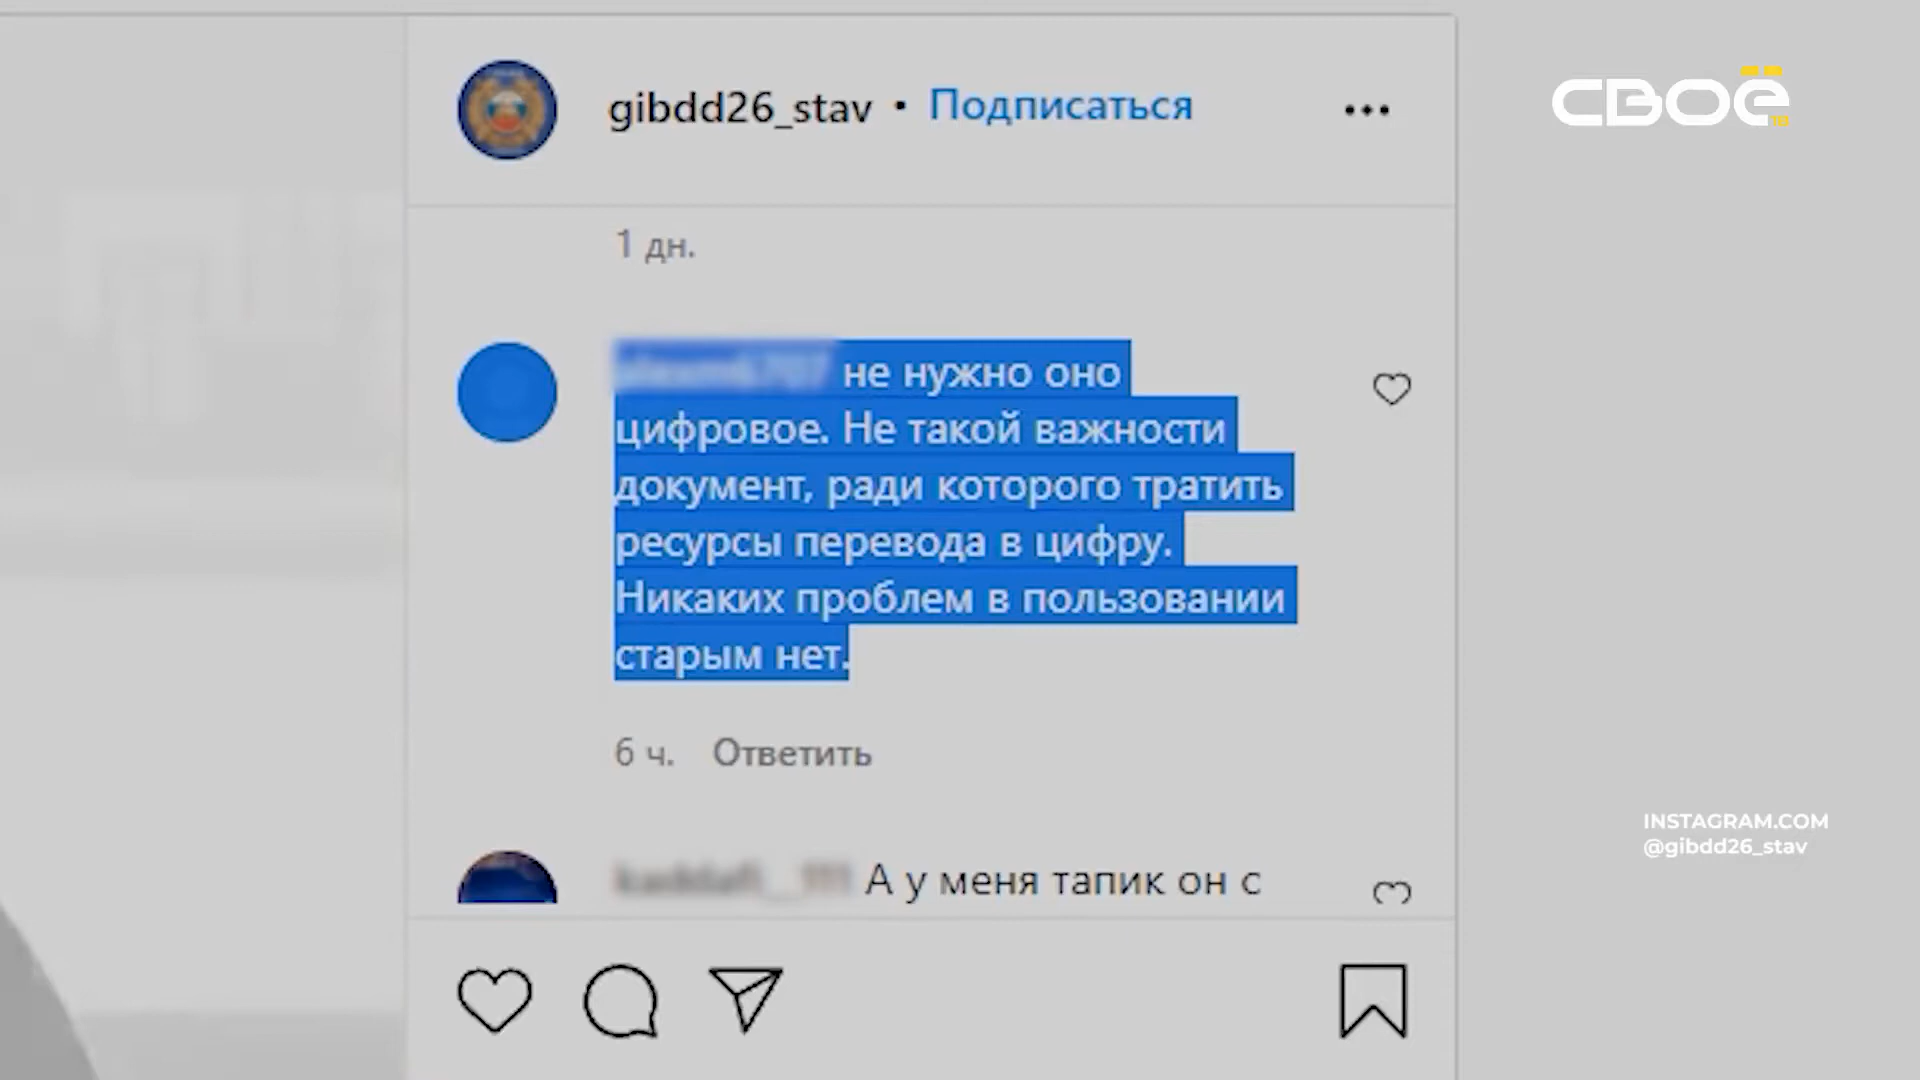 gibdd26_stav • Подписаться
СВОЁ
ТВ
1 дн.
не нужно оно
цифровое. Не такой важности
документ, ради которого тратить
ресурсы перевода в цифру.
Никаких проблем в пользовании
старым нет.
6 ч. Ответить
INSTAGRAM.COM
@gibdd26_stav
А у меня тапик он с